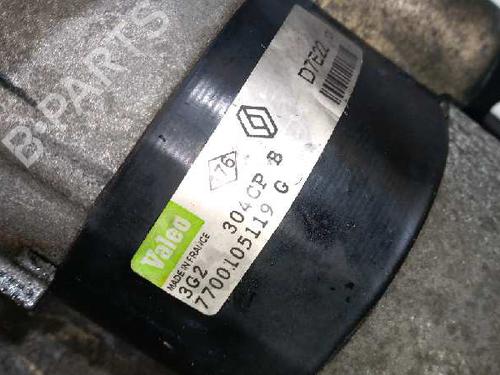 B-PARTS
Valeo
MADE IN FRANCE
76
3G2 304CP B
7700105119 G
D7E22